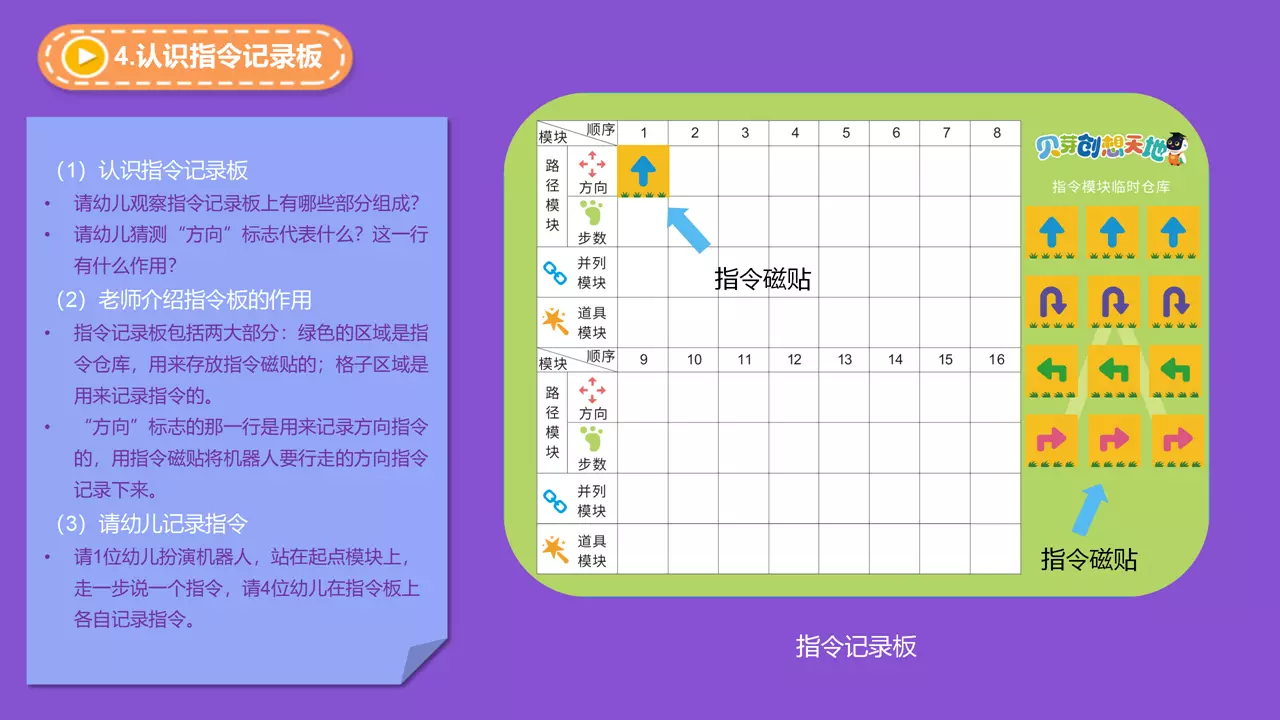 4.认识指令记录板
（1）认识指令记录板
• 请幼儿观察指令记录板上有哪些部分组成？
• 请幼儿猜测“方向”标志代表什么？这一行
有什么作用？
（2）老师介绍指令板的作用
• 指令记录板包括两大部分：绿色的区域是指
令仓库，用来存放指令磁贴的；格子区域是
用来记录指令的。
• “方向”标志的那一行是用来记录方向指令
的，用指令磁贴将机器人要行走的方向指令
记录下来。
（3）请幼儿记录指令
• 请1位幼儿扮演机器人，站在起点模块上，
走一步说一个指令，请4位幼儿在指令板上
各自记录指令。
模块 顺序 1 2 3 4 5 6 7 8
路径模块
方向
步数
并列
模块
道具
模块
指令磁贴
模块 顺序 9 10 11 12 13 14 15 16
路径模块
方向
步数
并列
模块
道具
模块
贝芽创想天地
指令模块临时仓库
指令磁贴
指令记录板